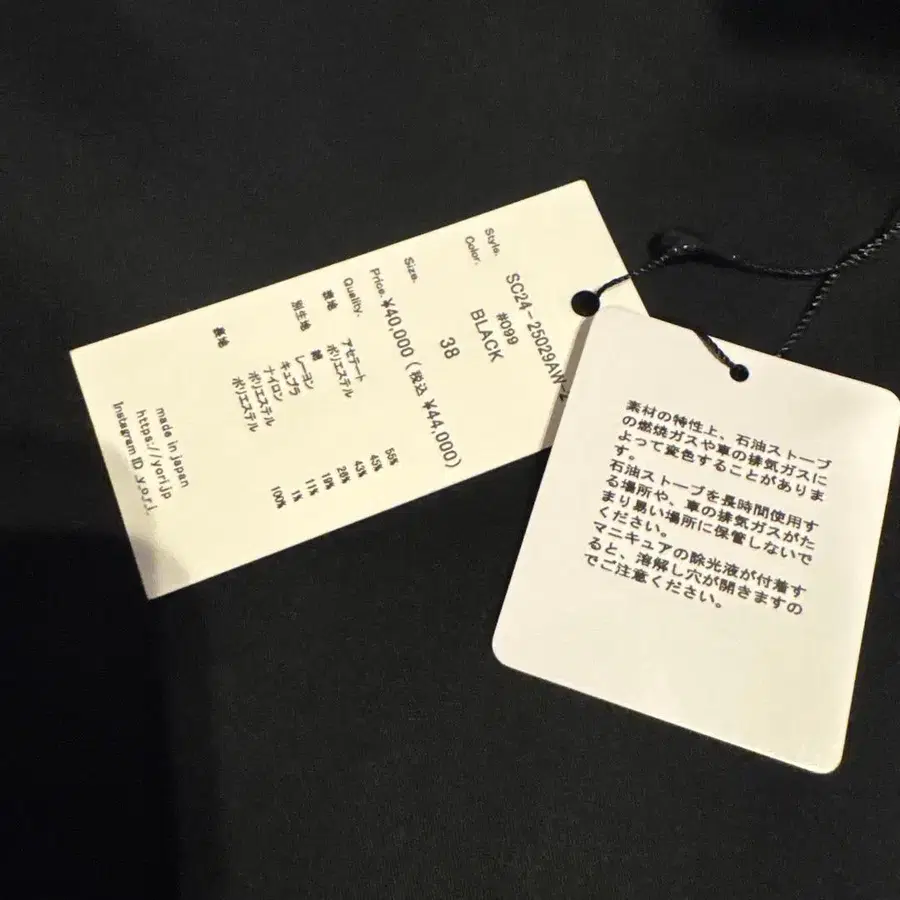 Style. SC24-25029AW-
Color. #099
BLACK
Size. 38
Price. ¥40,000 (税込 ¥44,000)
Quality.
表地 アセテート 55%
ポリエステル 45%
別生地 綿 43%
レーヨン 26%
キュプラ 19%
ナイロン 11%
ポリエステル 1%
裏地 ポリエステル 100%
made in japan
https://yori.jp
Instagram ID y.o.r.i.
素材の特性上、石油ストーブ
の燃焼ガスや車の排気ガスに
よって変色することがありま
す。
石油ストーブを長時間使用す
る場所や、車の排気ガスがた
まり易い場所に保管しないで
ください。
マニキュアの除光液が付着す
ると、溶解し穴が開きますの
でご注意ください。